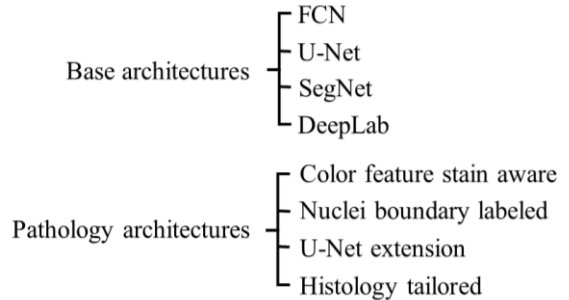 Base architectures
FCN
U-Net
SegNet
DeepLab
Pathology architectures
Color feature stain aware
Nuclei boundary labeled
U-Net extension
Histology tailored